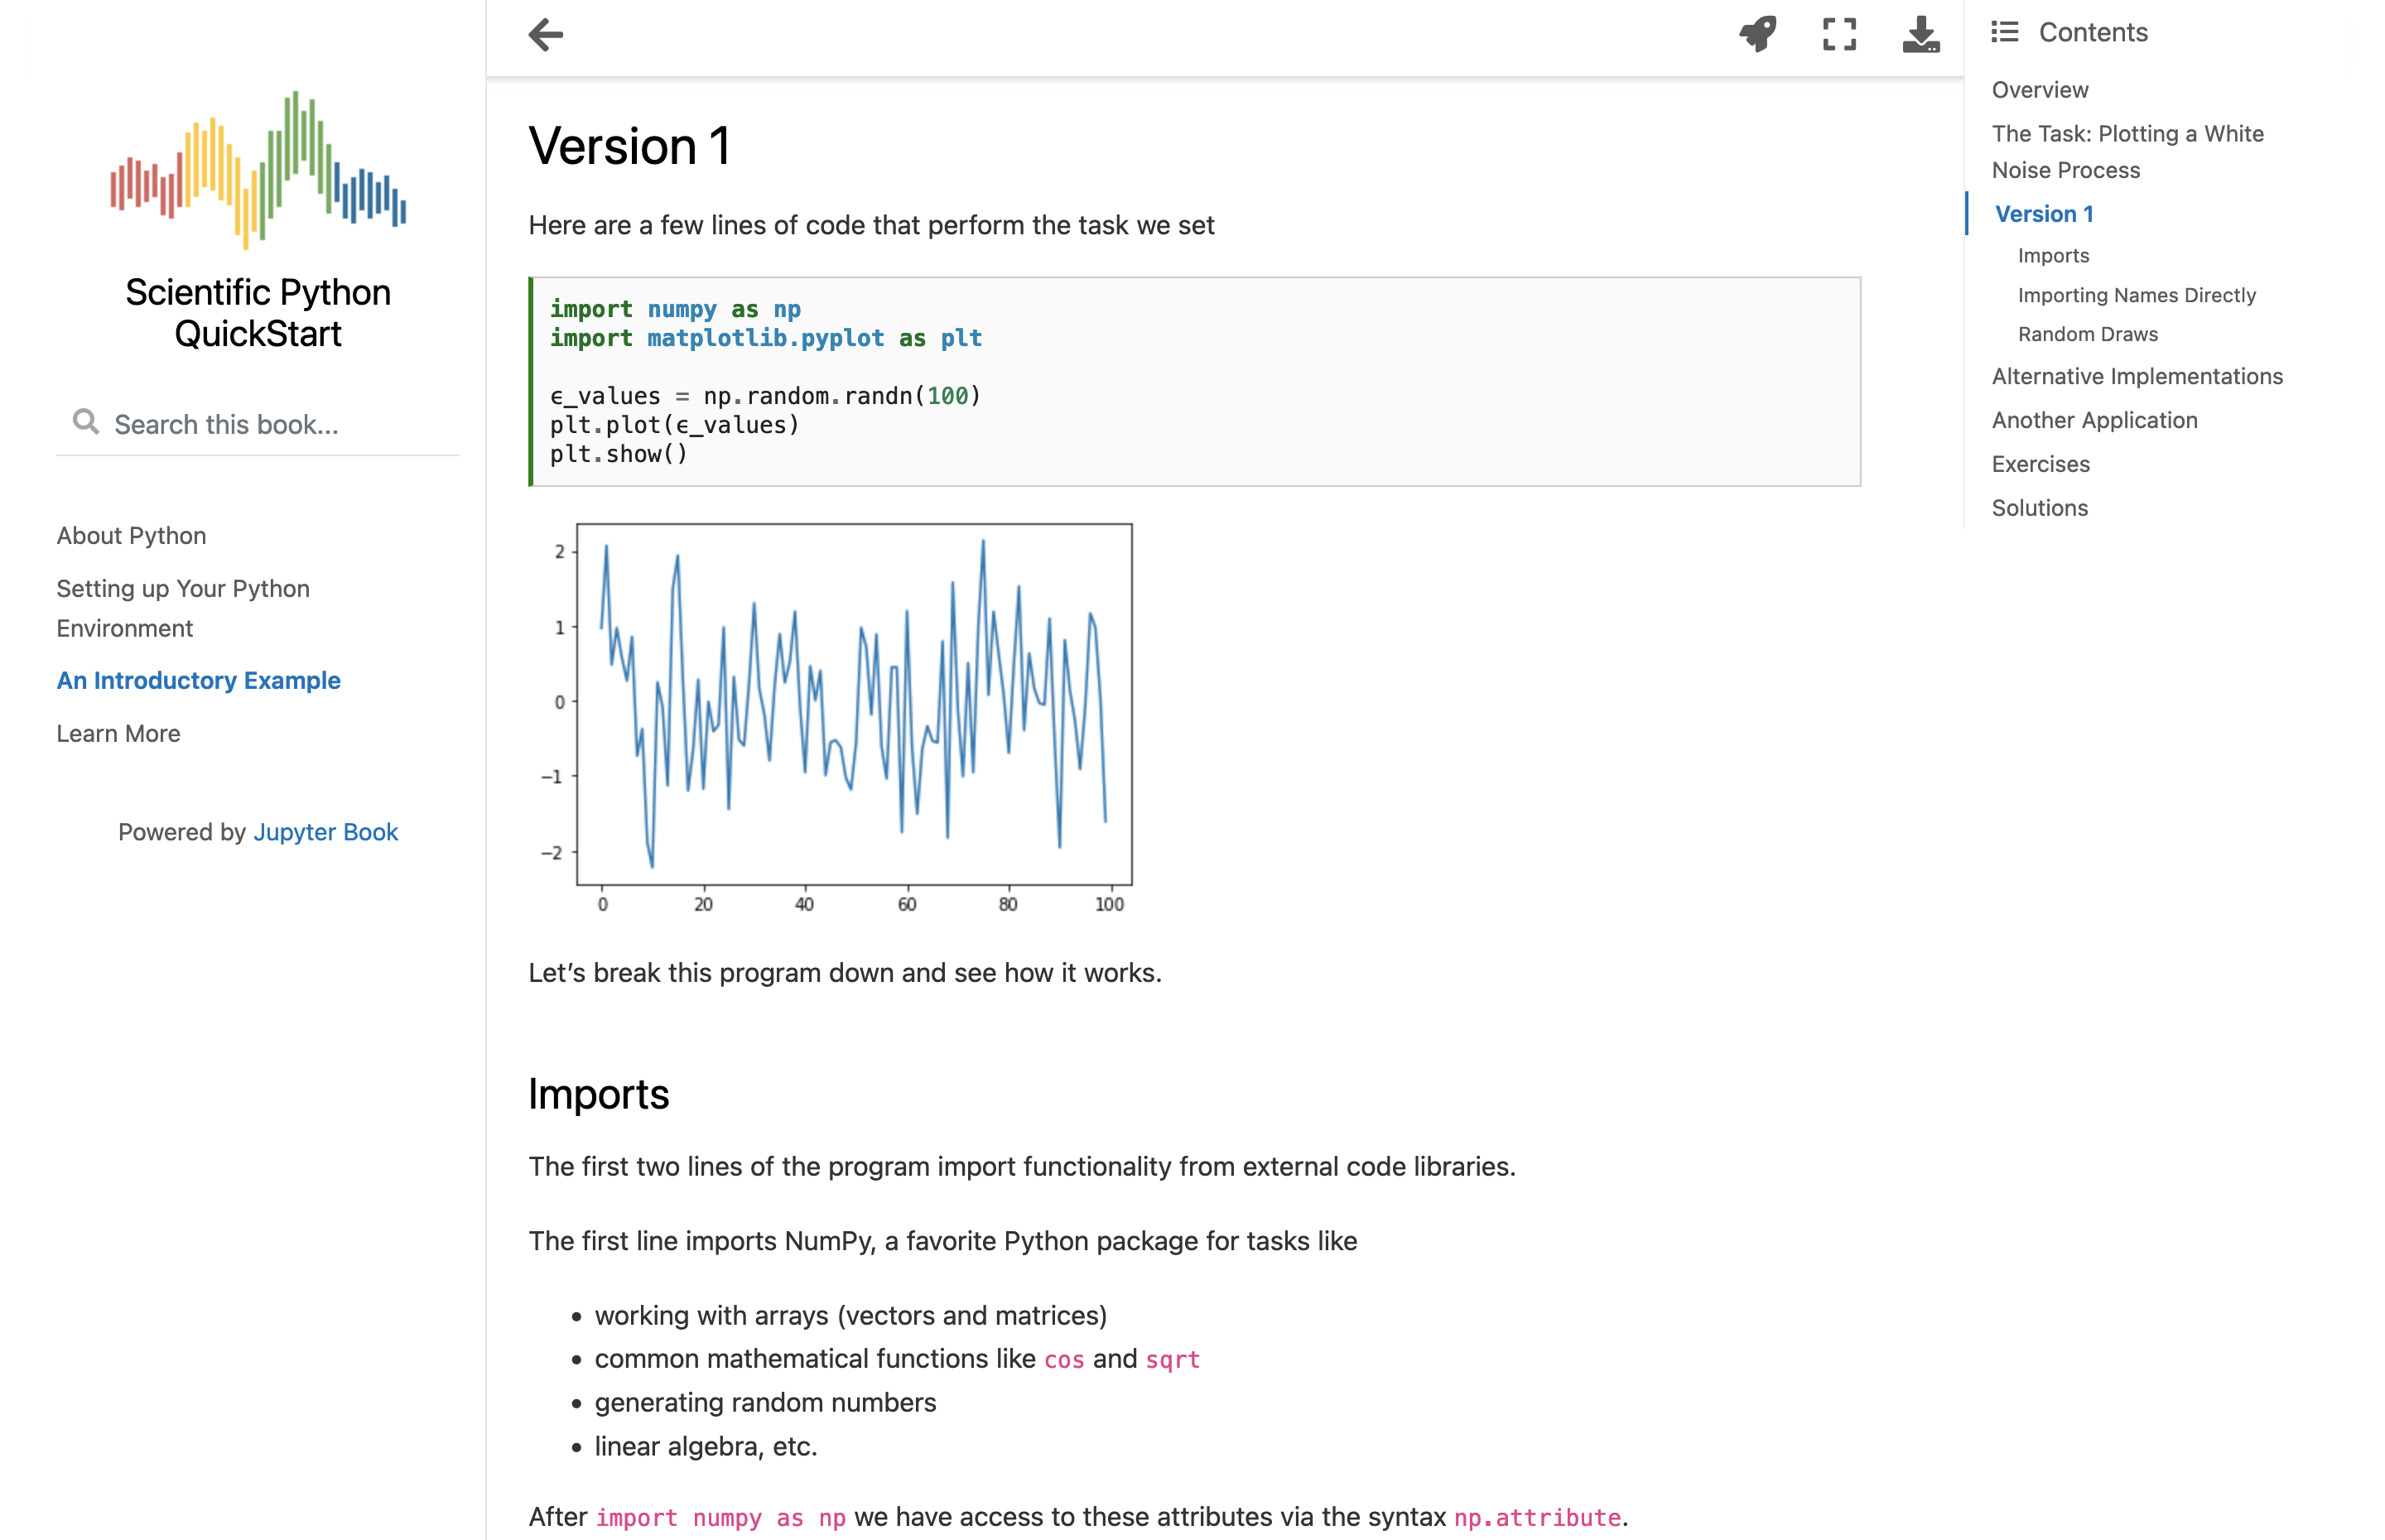 Scientific Python
QuickStart
Search this book...
About Python
Setting up Your Python
Environment
An Introductory Example
Learn More
Powered by Jupyter Book
Version 1
Here are a few lines of code that perform the task we set
import numpy as np
import matplotlib.pyplot as plt
ϵ_values = np.random.randn(100)
plt.plot(ϵ_values)
plt.show()
2
1
0
−1
−2
0 20 40 60 80 100
Let’s break this program down and see how it works.
Imports
The first two lines of the program import functionality from external code libraries.
The first line imports NumPy, a favorite Python package for tasks like
• working with arrays (vectors and matrices)
• common mathematical functions like cos and sqrt
• generating random numbers
• linear algebra, etc.
After import numpy as np we have access to these attributes via the syntax np.attribute.
Contents
Overview
The Task: Plotting a White
Noise Process
Version 1
Imports
Importing Names Directly
Random Draws
Alternative Implementations
Another Application
Exercises
Solutions